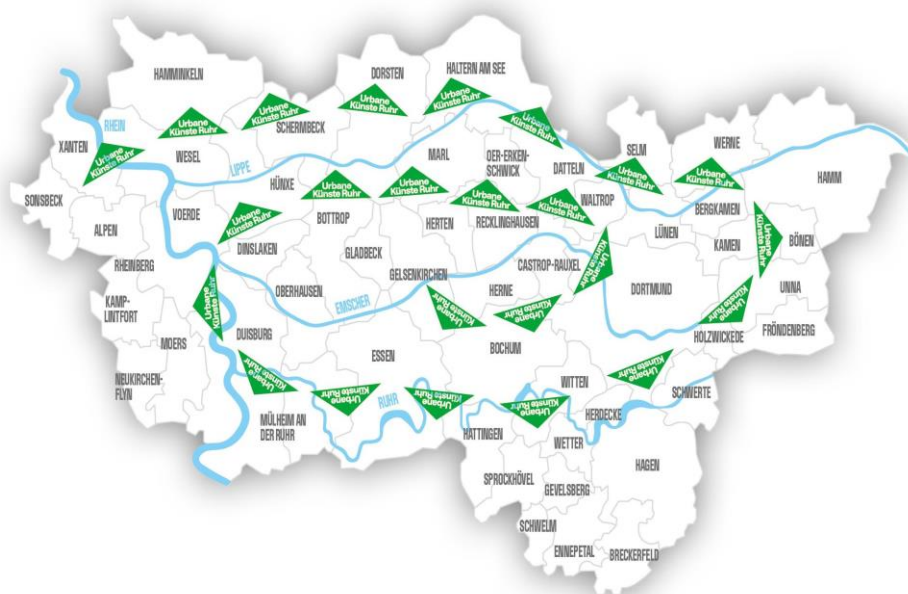 HAMMINKELN
DORSTEN
HALTERN AM SEE
Urbane
Künste Ruhr
Urbane
Künste Ruhr
Urbane
Künste Ruhr
Urbane
Künste Ruhr
Urbane
Künste Ruhr
RHEIN
SCHERMBECK
XANTEN
Urbane
Künste Ruhr
WESEL
LIPPE
MARL
OER-ERKEN-
SCHWICK
DATTELN
SELM
WERNE
Urbane
Künste Ruhr
Urbane
Künste Ruhr
HAMM
SONSBECK
HÜNXE
Urbane
Künste Ruhr
Urbane
Künste Ruhr
Urbane
Künste Ruhr
Urbane
Künste Ruhr
WALTROP
BERGKAMEN
ALPEN
VOERDE
Urbane
Künste Ruhr
BOTTROP
HERTEN
RECKLINGHAUSEN
LÜNEN
Urbane
Künste Ruhr
DINSLAKEN
GLADBECK
KAMEN
BÖNEN
RHEINBERG
OBERHAUSEN
EMSCHER
GELSENKIRCHEN
CASTROP-RAUXEL
Urbane
Künste Ruhr
HERNE
DORTMUND
UNNA
KAMP-
LINTFORT
Urbane
Künste Ruhr
Urbane
Künste Ruhr
Urbane
Künste Ruhr
Urbane
Künste Ruhr
MOERS
DUISBURG
HOLZWICKEDE
FRÖNDENBERG
ESSEN
BOCHUM
NEUKIRCHEN-
FLYN
Urbane
Künste Ruhr
Urbane
Künste Ruhr
RUHR
Urbane
Künste Ruhr
Urbane
Künste Ruhr
WITTEN
Urbane
Künste Ruhr
SCHWERTE
MÜLHEIM AN
DER RUHR
HERDECKE
HATTINGEN
WETTER
HAGEN
SPROCKHÖVEL
GEVELSBERG
SCHWELM
ENNEPETAL
BRECKERFELD